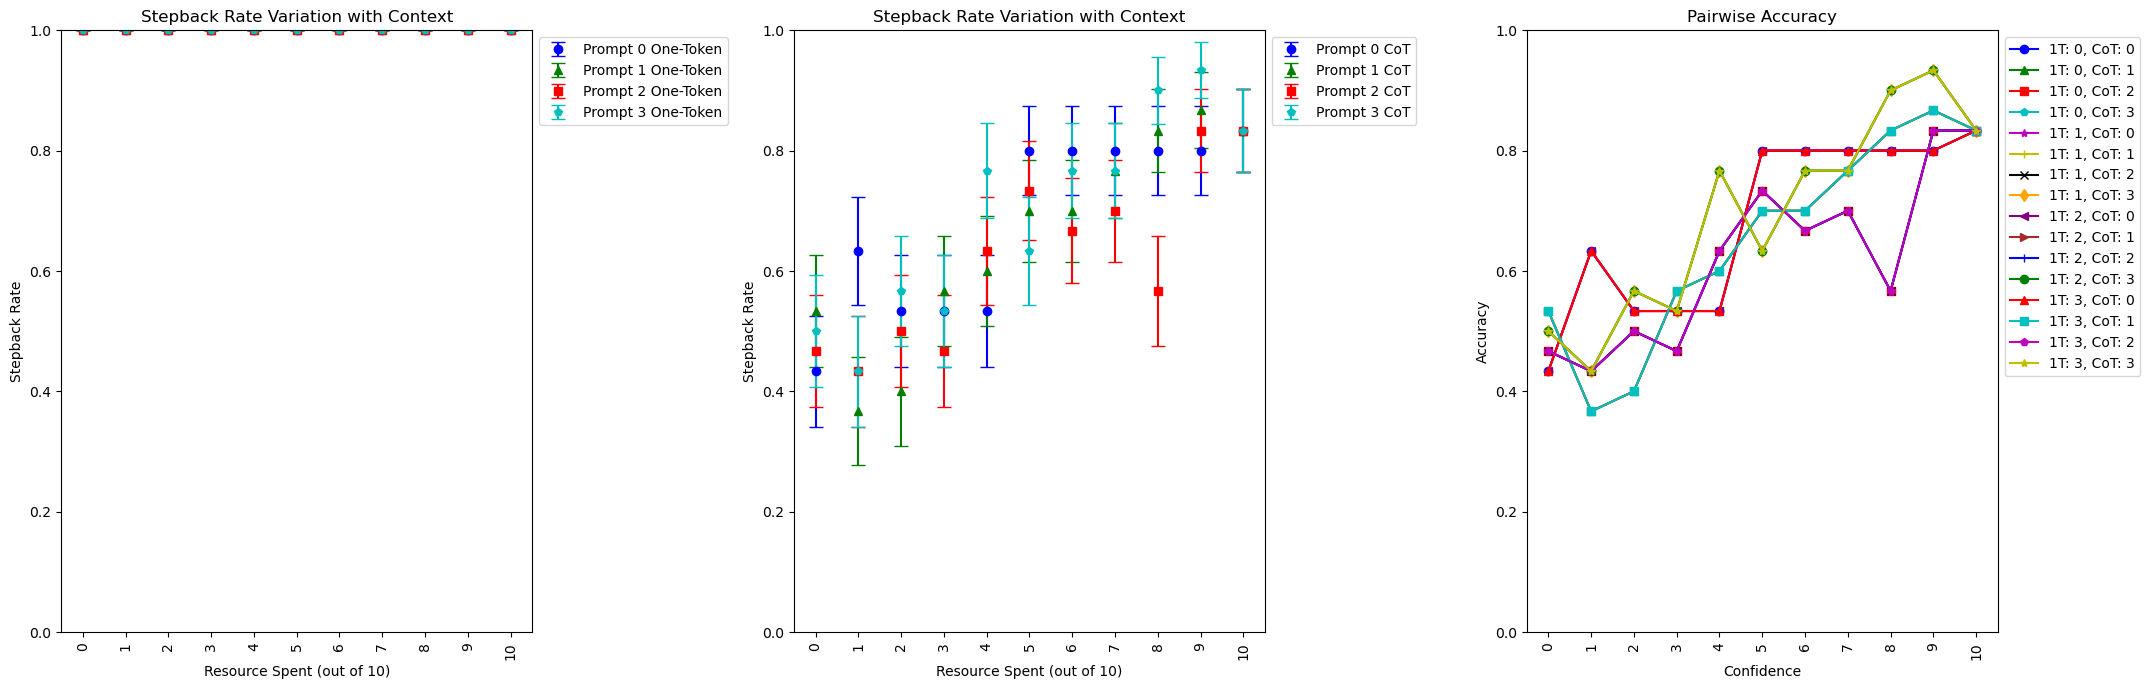 Stepback Rate Variation with Context
1.0
0.8
0.6
0.4
0.2
0.0
Stepback Rate
0
1
2
3
4
5
6
7
8
9
10
Resource Spent (out of 10)
Prompt 0 One-Token
Prompt 1 One-Token
Prompt 2 One-Token
Prompt 3 One-Token
Stepback Rate Variation with Context
1.0
0.8
0.6
0.4
0.2
0.0
Stepback Rate
0
1
2
3
4
5
6
7
8
9
10
Resource Spent (out of 10)
Prompt 0 CoT
Prompt 1 CoT
Prompt 2 CoT
Prompt 3 CoT
Pairwise Accuracy
1.0
0.8
0.6
0.4
0.2
0.0
Accuracy
0
1
2
3
4
5
6
7
8
9
10
Confidence
1T: 0, CoT: 0
1T: 0, CoT: 1
1T: 0, CoT: 2
1T: 0, CoT: 3
1T: 1, CoT: 0
1T: 1, CoT: 1
1T: 1, CoT: 2
1T: 1, CoT: 3
1T: 2, CoT: 0
1T: 2, CoT: 1
1T: 2, CoT: 2
1T: 2, CoT: 3
1T: 3, CoT: 0
1T: 3, CoT: 1
1T: 3, CoT: 2
1T: 3, CoT: 3